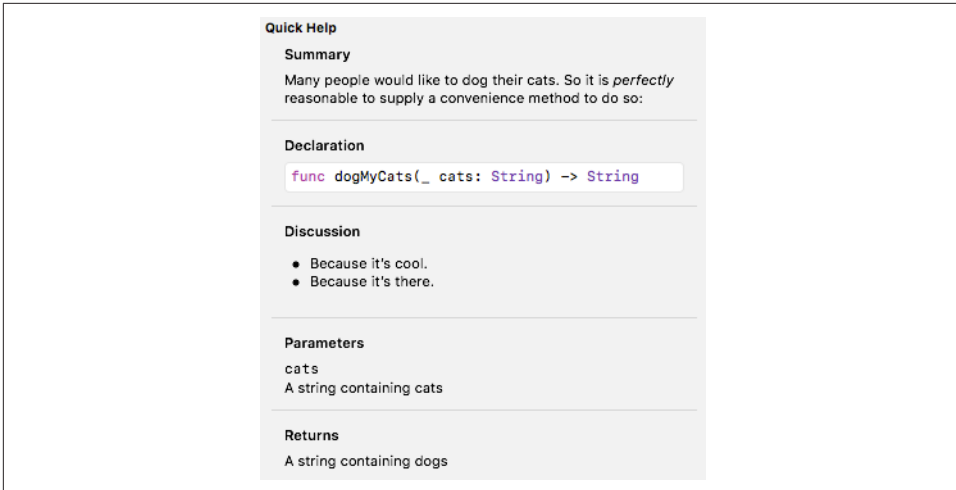 Quick Help
Summary
Many people would like to dog their cats. So it is perfectly
reasonable to supply a convenience method to do so:
Declaration
func dogMyCats(_ cats: String) -> String
Discussion
• Because it's cool.
• Because it's there.
Parameters
cats
A string containing cats
Returns
A string containing dogs